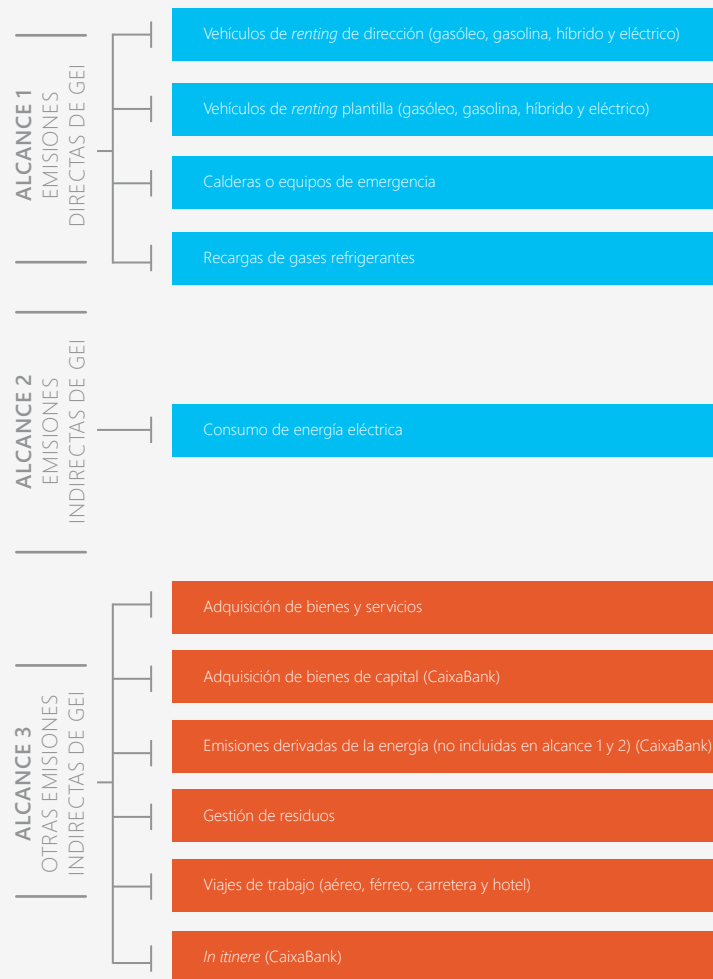 ALCANCE 1
EMISIONES
DIRECTAS DE GEI
Vehículos de renting de dirección (gasóleo, gasolina, híbrido y eléctrico)
Vehículos de renting plantilla (gasóleo, gasolina, híbrido y eléctrico)
Calderas o equipos de emergencia
Recargas de gases refrigerantes
ALCANCE 2
EMISIONES
INDIRECTAS DE GEI
Consumo de energía eléctrica
ALCANCE 3
OTRAS EMISIONES
INDIRECTAS DE GEI
Adquisición de bienes y servicios
Adquisición de bienes de capital (CaixaBank)
Emisiones derivadas de la energía (no incluidas en alcance 1 y 2) (CaixaBank)
Gestión de residuos
Viajes de trabajo (aéreo, férreo, carretera y hotel)
In itinere (CaixaBank)